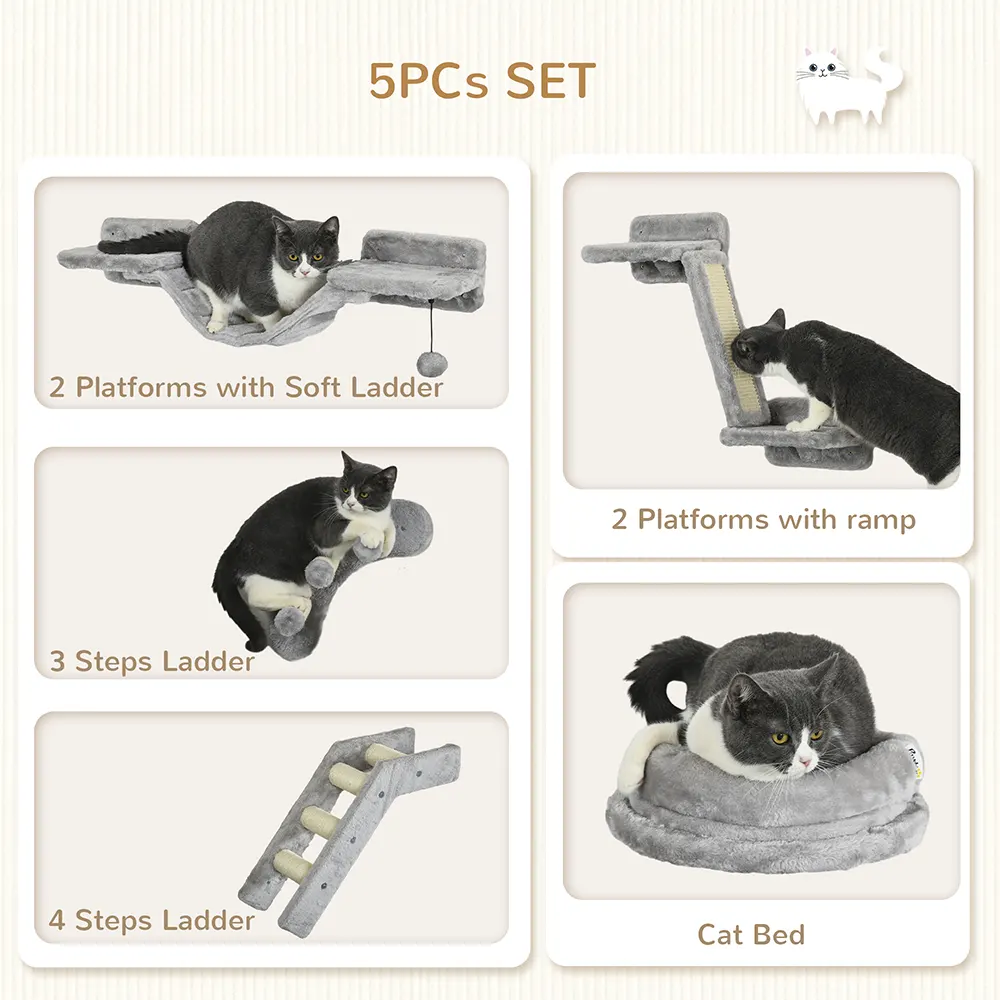 5PCs SET
2 Platforms with Soft Ladder
3 Steps Ladder
4 Steps Ladder
2 Platforms with ramp
Cat Bed